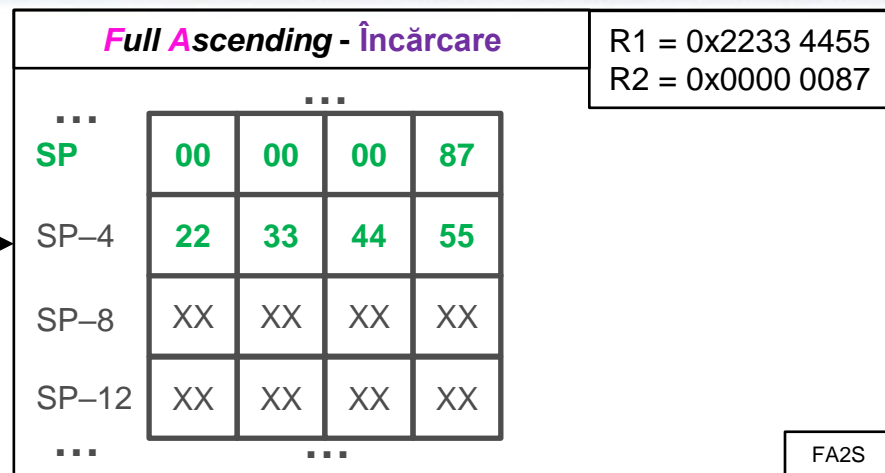 Full Ascending - Încărcare
R1 = 0x2233 4455
R2 = 0x0000 0087
... ...
SP 00 00 00 87
SP–4 22 33 44 55
SP–8 XX XX XX XX
SP–12 XX XX XX XX
... ...
FA2S